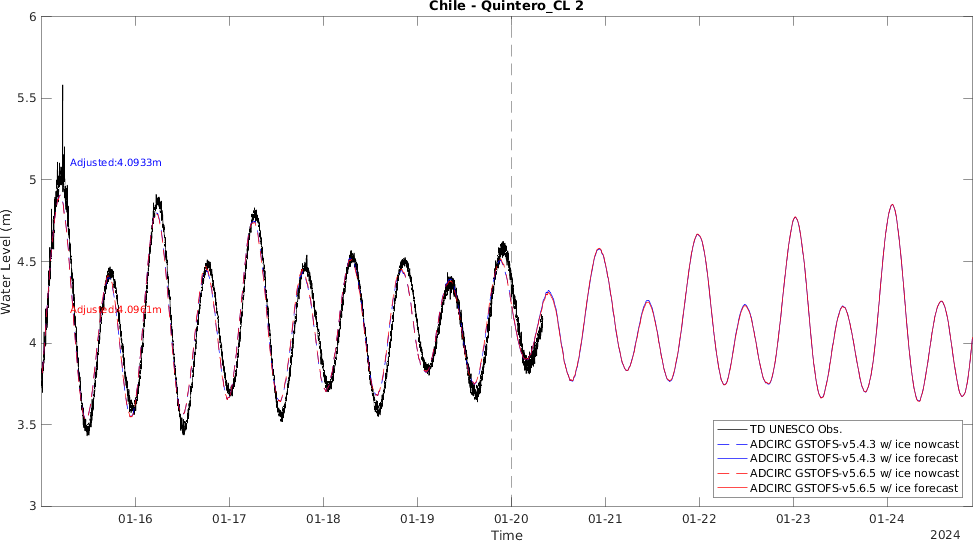 Chile - Quintero_CL 2
6
5.5
5
4.5
4
3.5
3
Water Level (m)
Adjusted:4.0933m
Adjusted:4.0961m
TD UNESCO Obs.
ADCIRC GSTOFS-v5.4.3 w/ ice nowcast
ADCIRC GSTOFS-v5.4.3 w/ ice forecast
ADCIRC GSTOFS-v5.6.5 w/ ice nowcast
ADCIRC GSTOFS-v5.6.5 w/ ice forecast
01-16 01-17 01-18 01-19 01-20 01-21 01-22 01-23 01-24
Time
2024